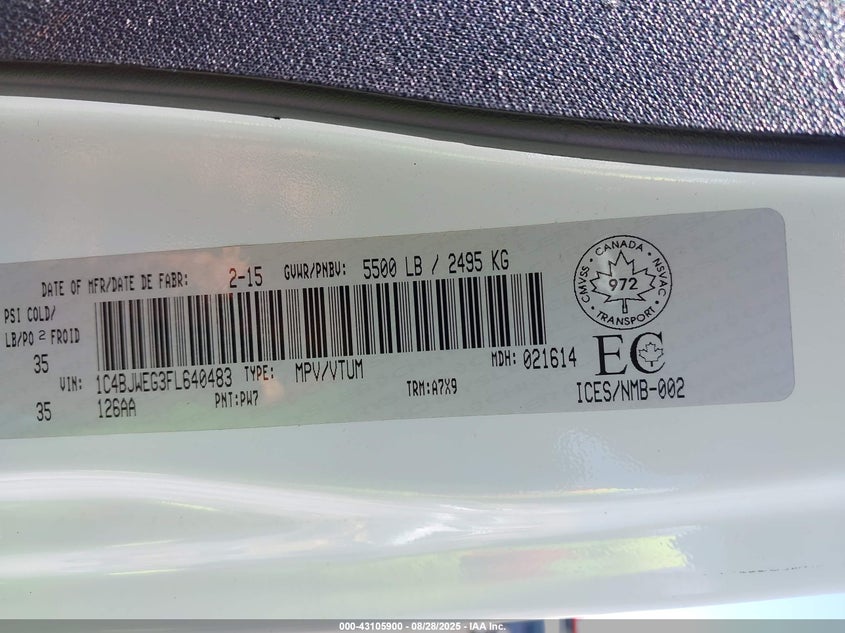 DATE OF MFR/DATE DE FABR: 2-15 GVWR/PNBV: 5500 LB / 2495 KG
PSI COLD/
LB/PO 2 FROID
35
35
VIN: 1C4BJWEG3FL640483 TYPE: MPV/VTUM MDH: 021614
126AA PNT:PW7 TRM:A7X9
CMVSS • CANADA • NSVAC • TRANSPORT •
972
EC
ICES/NMB-002
000-43105900 - 08/28/2025 - IAA Inc.